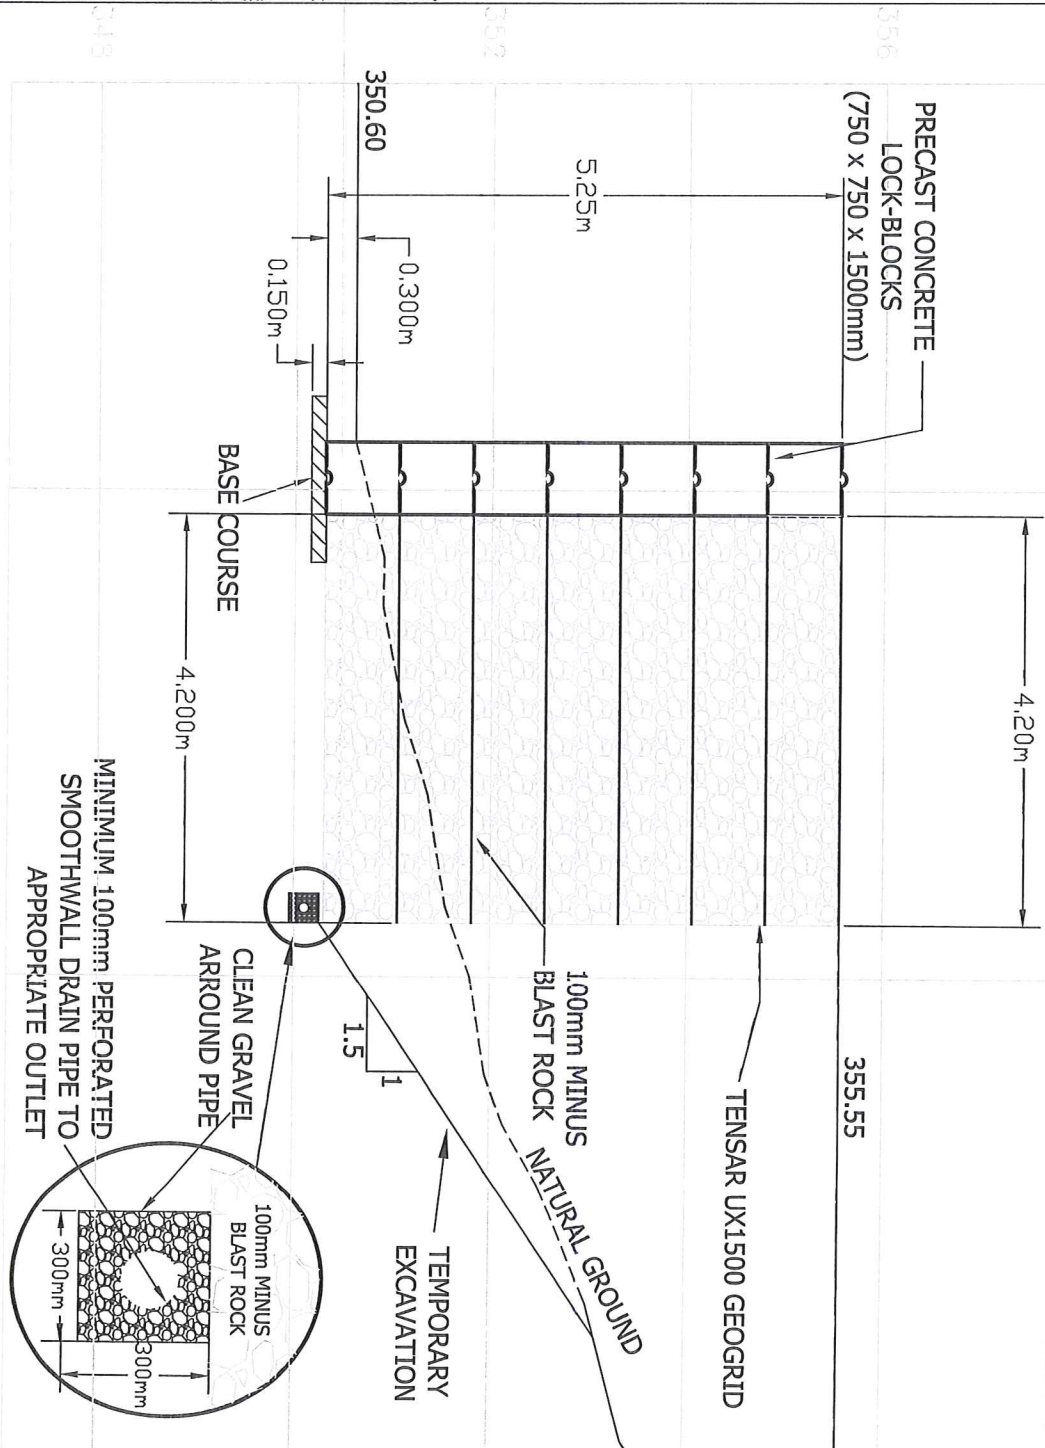 348
352
356
PRECAST CONCRETE
LOCK-BLOCKS
(750 x 750 x 1500mm)
350.60
5.25m
0.300m
0.150m
BASE COURSE
4.20m
4.200m
355.55
TENSAR UX1500 GEOGRID
100mm MINUS
BLAST ROCK
NATURAL GROUND
1
1.5
TEMPORARY
EXCAVATION
CLEAN GRAVEL
ARROUND PIPE
MINIMUM 100mm PERFORATED
SMOOTHWALL DRAIN PIPE TO
APPROPRIATE OUTLET
100mm MINUS
BLAST ROCK
300mm
300mm